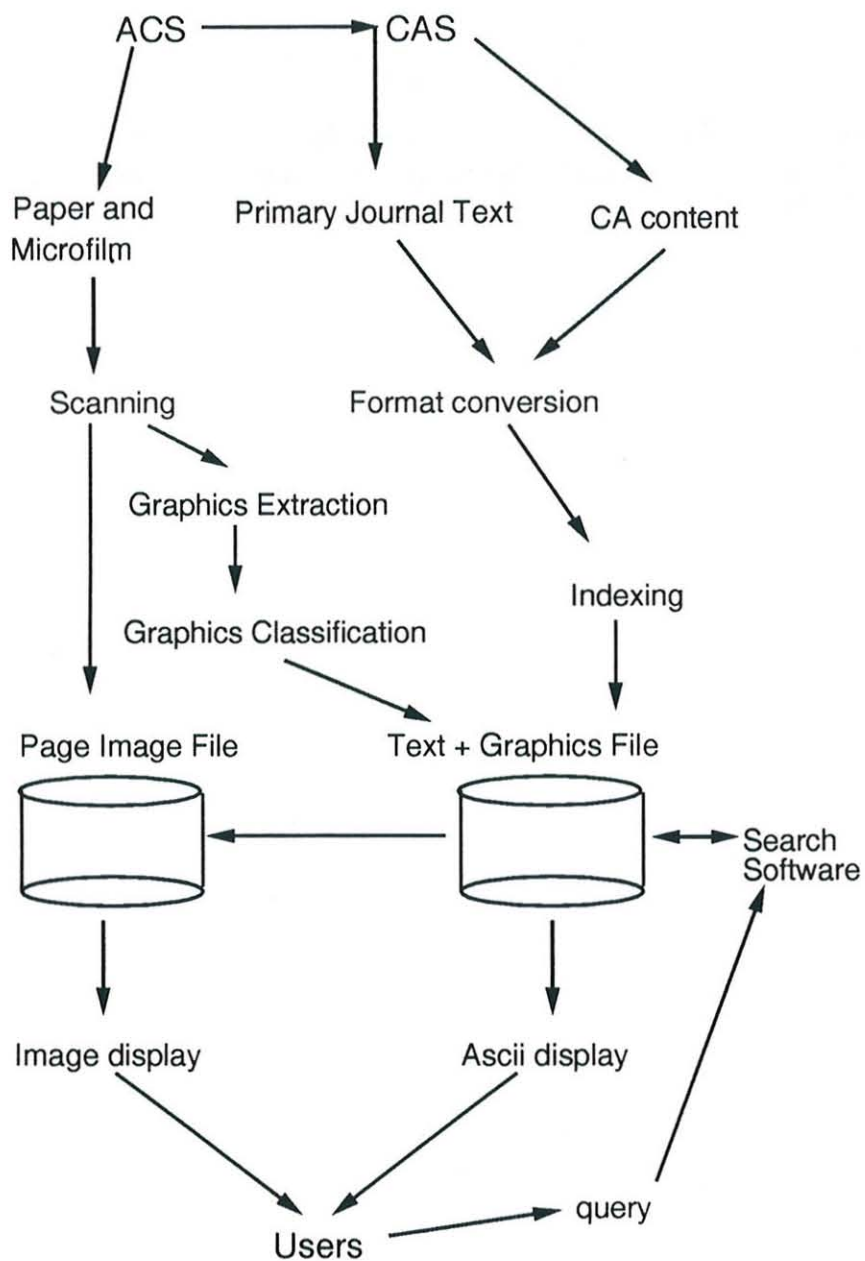 ACS
CAS
Paper and
Microfilm
Primary Journal Text
CA content
Scanning
Format conversion
Graphics Extraction
Indexing
Graphics Classification
Page Image File
Text + Graphics File
Search
Software
Image display
Ascii display
query
Users